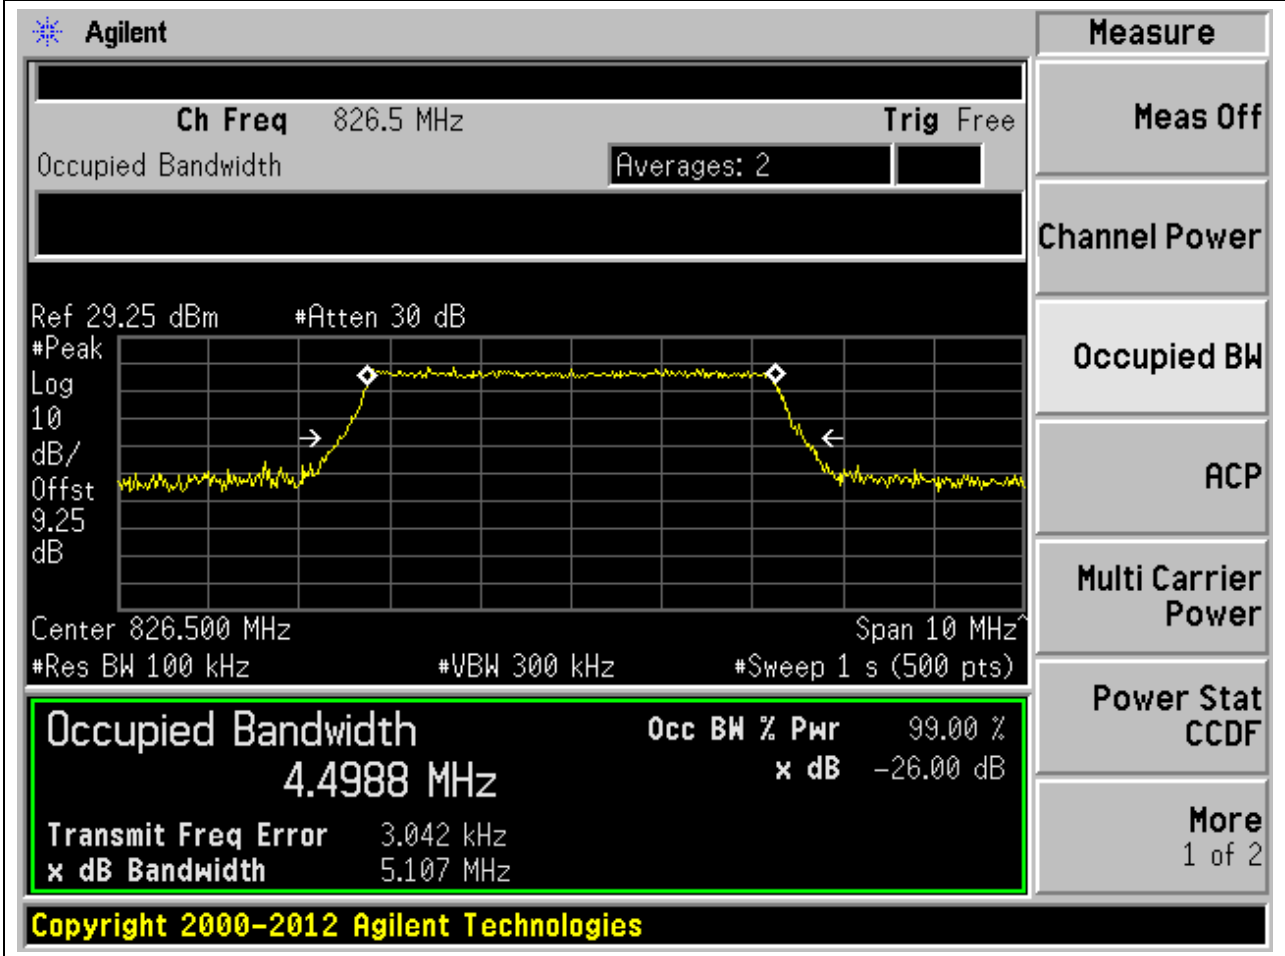 Agilent
Ch Freq 826.5 MHz Trig Free
Occupied Bandwidth Averages: 2
Ref 29.25 dBm #Atten 30 dB
#Peak
Log
10
dB/
Offst
9.25
dB
Center 826.500 MHz Span 10 MHz^
#Res BW 100 kHz #VBW 300 kHz #Sweep 1 s (500 pts)
Occupied Bandwidth Occ BW % Pwr 99.00 %
4.4988 MHz x dB -26.00 dB
Transmit Freq Error 3.042 kHz
x dB Bandwidth 5.107 MHz
Copyright 2000-2012 Agilent Technologies
Measure
Meas Off
Channel Power
Occupied BW
ACP
Multi Carrier
Power
Power Stat
CCDF
More
1 of 2